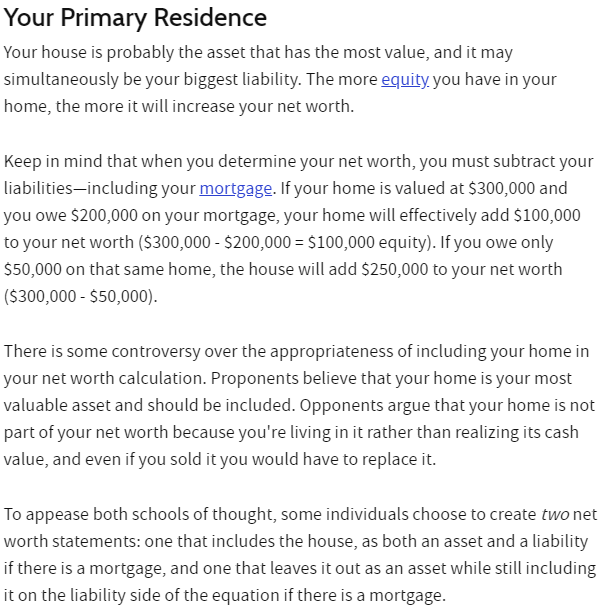 Your Primary Residence
Your house is probably the asset that has the most value, and it may
simultaneously be your biggest liability. The more equity you have in your
home, the more it will increase your net worth.
Keep in mind that when you determine your net worth, you must subtract your
liabilities—including your mortgage. If your home is valued at $300,000 and
you owe $200,000 on your mortgage, your home will effectively add $100,000
to your net worth ($300,000 - $200,000 = $100,000 equity). If you owe only
$50,000 on that same home, the house will add $250,000 to your net worth
($300,000 - $50,000).
There is some controversy over the appropriateness of including your home in
your net worth calculation. Proponents believe that your home is your most
valuable asset and should be included. Opponents argue that your home is not
part of your net worth because you're living in it rather than realizing its cash
value, and even if you sold it you would have to replace it.
To appease both schools of thought, some individuals choose to create two net
worth statements: one that includes the house, as both an asset and a liability
if there is a mortgage, and one that leaves it out as an asset while still including
it on the liability side of the equation if there is a mortgage.